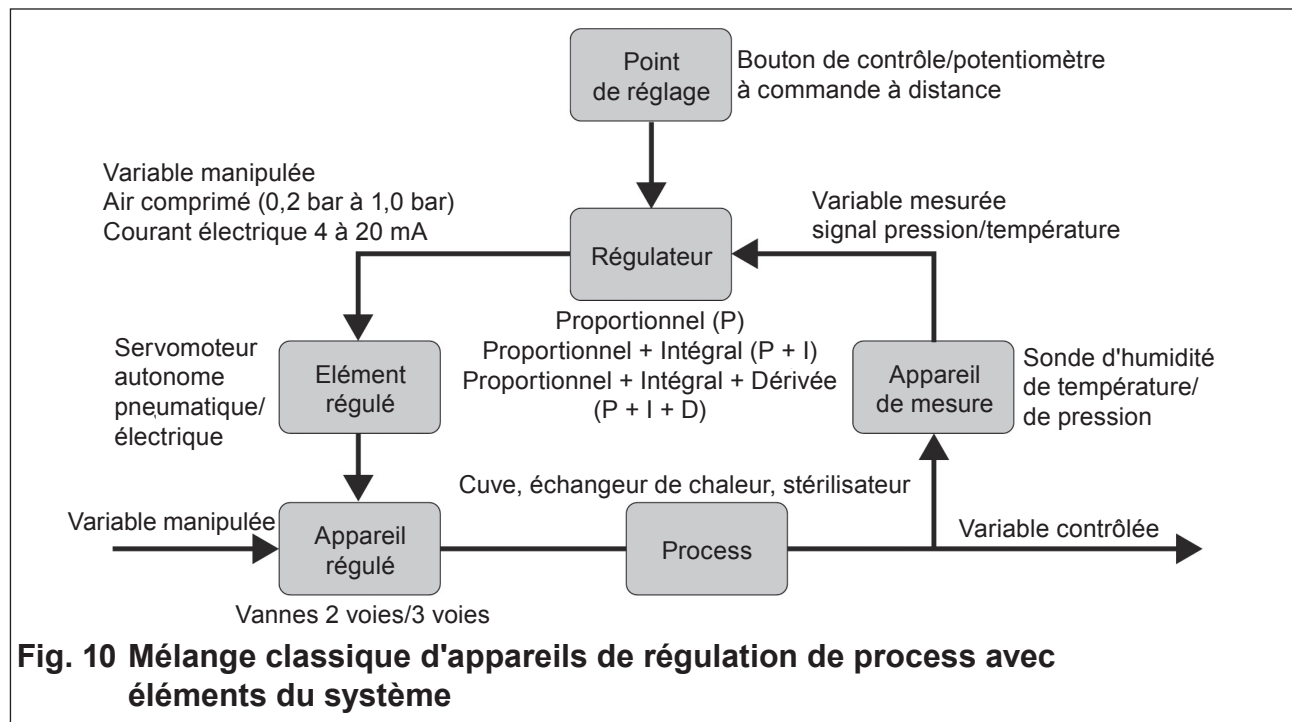 Point
de réglage
Bouton de contrôle/potentiomètre
à commande à distance
Variable manipulée
Air comprimé (0,2 bar à 1,0 bar)
Courant électrique 4 à 20 mA
Variable mesurée
signal pression/température
Régulateur
Proportionnel (P)
Proportionnel + Intégral (P + I)
Proportionnel + Intégral + Dérivée
(P + I + D)
Servomoteur
autonome
pneumatique/
électrique
Elément
régulé
Appareil
de mesure
Sonde d'humidité
de température/
de pression
Cuve, échangeur de chaleur, stérilisateur
Variable manipulée
Appareil
régulé
Process
Variable contrôlée
Vannes 2 voies/3 voies
Fig. 10 Mélange classique d'appareils de régulation de process avec
éléments du système